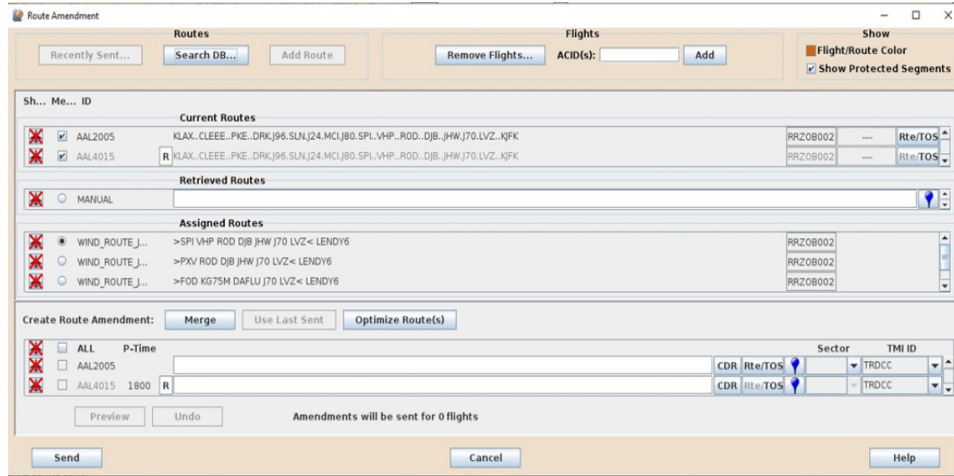 Route Amendment
Routes
Flights
Show
Recently Sent... Search DB... Add Route
Remove Flights... ACID(s): Add
Flight/Route Color
Show Protected Segments
Sh... Me... ID
Current Routes
AAL2005 KLAX..CLEEE..PKE..DRK.J96.SLN.J24.MCI.J80.SPI..VHP..ROD..DJB..JHW.J70.LVZ..KJFK RRZOB002 --- Rte/TOS
AAL4015 R KLAX..CLEEE..PKE..DRK.J96.SLN.J24.MCI.J80.SPI..VHP..ROD..DJB..JHW.J70.LVZ..KJFK RRZOB002 --- Rte/TOS
Retrieved Routes
MANUAL
Assigned Routes
WIND_ROUTE_J... >SPI VHP ROD DJB JHW J70 LVZ< LENDY6 RRZOB002
WIND_ROUTE_J... >PXV ROD DJB JHW J70 LVZ< LENDY6 RRZOB002
WIND_ROUTE_J... >FOD KG75M DAFLU J70 LVZ< LENDY6 RRZOB002
Create Route Amendment: Merge Use Last Sent Optimize Route(s)
ALL P-Time Sector TMI ID
AAL2005 CDR Rte/TOS TRDCC
AAL4015 1800 R CDR Rte/TOS TRDCC
Preview Undo Amendments will be sent for 0 flights
Send Cancel Help